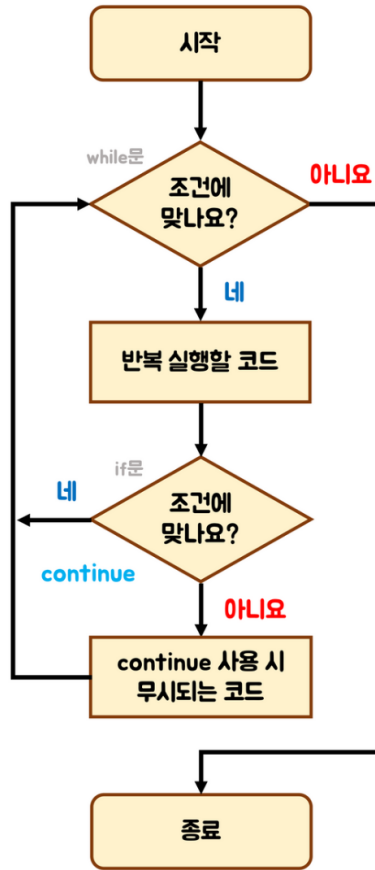 시작
while문
조건에
맞나요?
아니요
네
반복 실행할 코드
if문
조건에
맞나요?
네
continue
아니요
continue 사용 시
무시되는 코드
종료